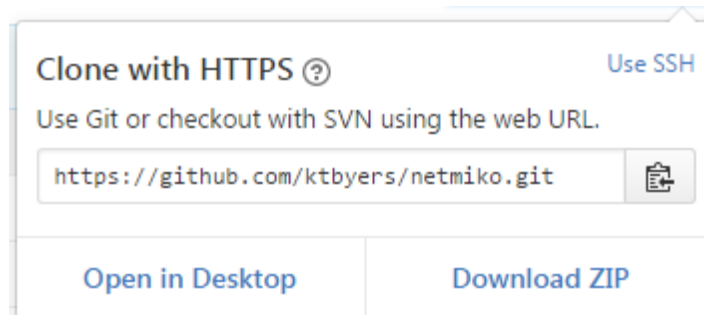 Clone with HTTPS ?
Use SSH
Use Git or checkout with SVN using the web URL.
https://github.com/ktbyers/netmiko.git
Open in Desktop
Download ZIP